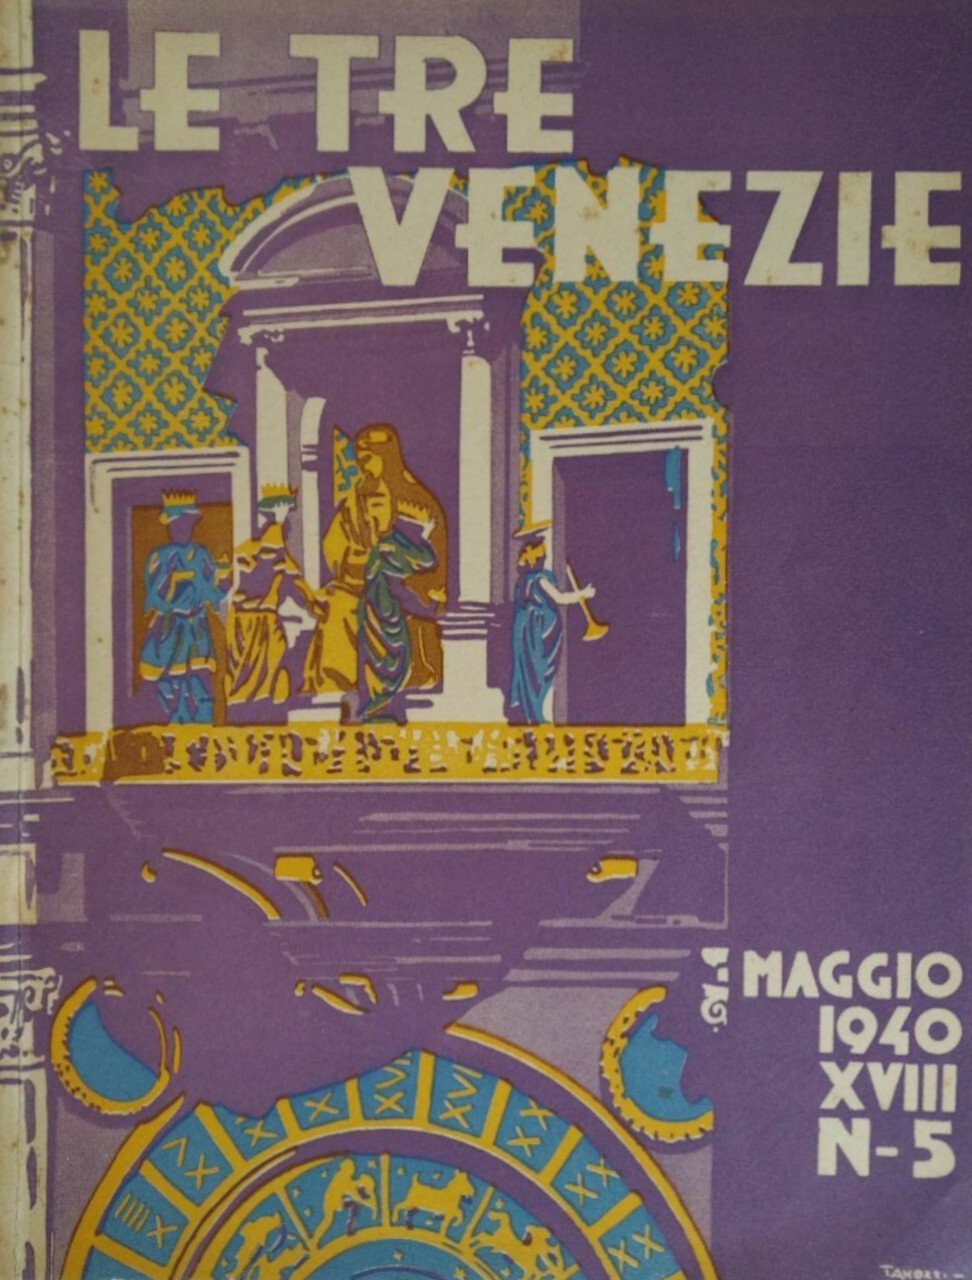 LE TRE
VENEZIE
MAGGIO
1940
XVIII
N-5